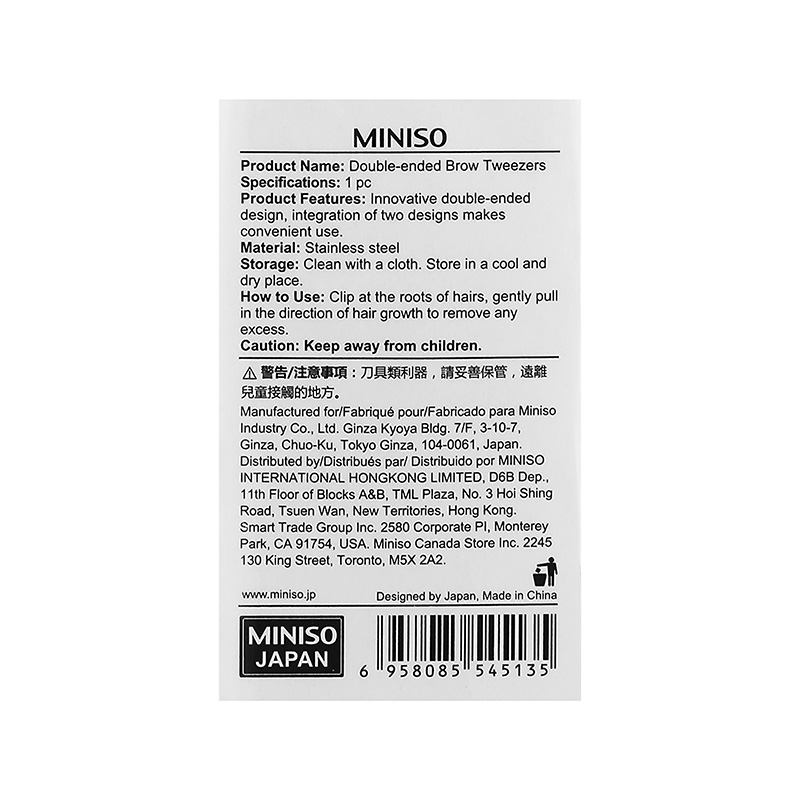 MINISO
Product Name: Double-ended Brow Tweezers
Specifications: 1 pc
Product Features: Innovative double-ended
design, integration of two designs makes
convenient use.
Material: Stainless steel
Storage: Clean with a cloth. Store in a cool and
dry place.
How to Use: Clip at the roots of hairs, gently pull
in the direction of hair growth to remove any
excess.
Caution: Keep away from children.
⚠ 警告/注意事項：刀具類利器，請妥善保管，遠離
兒童接觸的地方。
Manufactured for/Fabriqué pour/Fabricado para Miniso
Industry Co., Ltd. Ginza Kyoya Bldg. 7/F, 3-10-7,
Ginza, Chuo-Ku, Tokyo Ginza, 104-0061, Japan.
Distributed by/Distribués par/ Distribuido por MINISO
INTERNATIONAL HONGKONG LIMITED, D6B Dep.,
11th Floor of Blocks A&B, TML Plaza, No. 3 Hoi Shing
Road, Tsuen Wan, New Territories, Hong Kong.
Smart Trade Group Inc. 2580 Corporate Pl, Monterey
Park, CA 91754, USA. Miniso Canada Store Inc. 2245
130 King Street, Toronto, M5X 2A2.
www.miniso.jp Designed by Japan, Made in China
MINISO
JAPAN
6 958085 545135